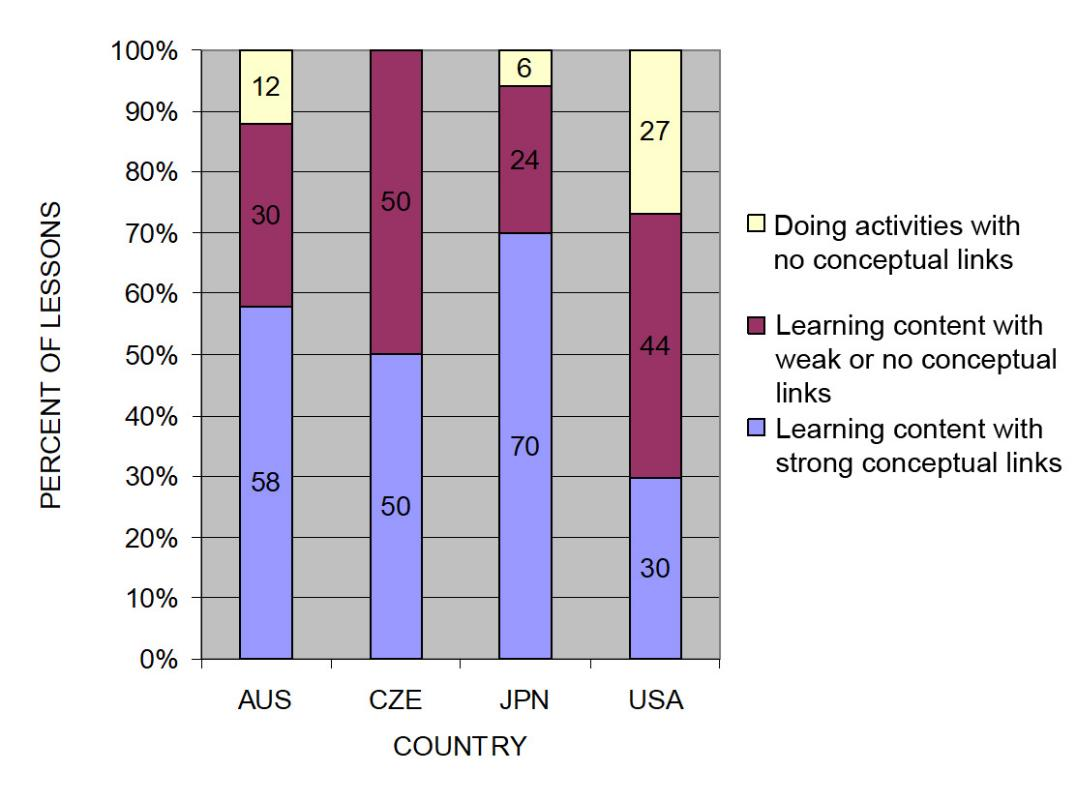 100%
90%
80%
70%
60%
50%
40%
30%
20%
10%
0%
PERCENT OF LESSONS
12
30
58
50
50
6
24
70
27
44
30
AUS CZE JPN USA
COUNTRY
Doing activities with
no conceptual links
Learning content with
weak or no conceptual
links
Learning content with
strong conceptual links